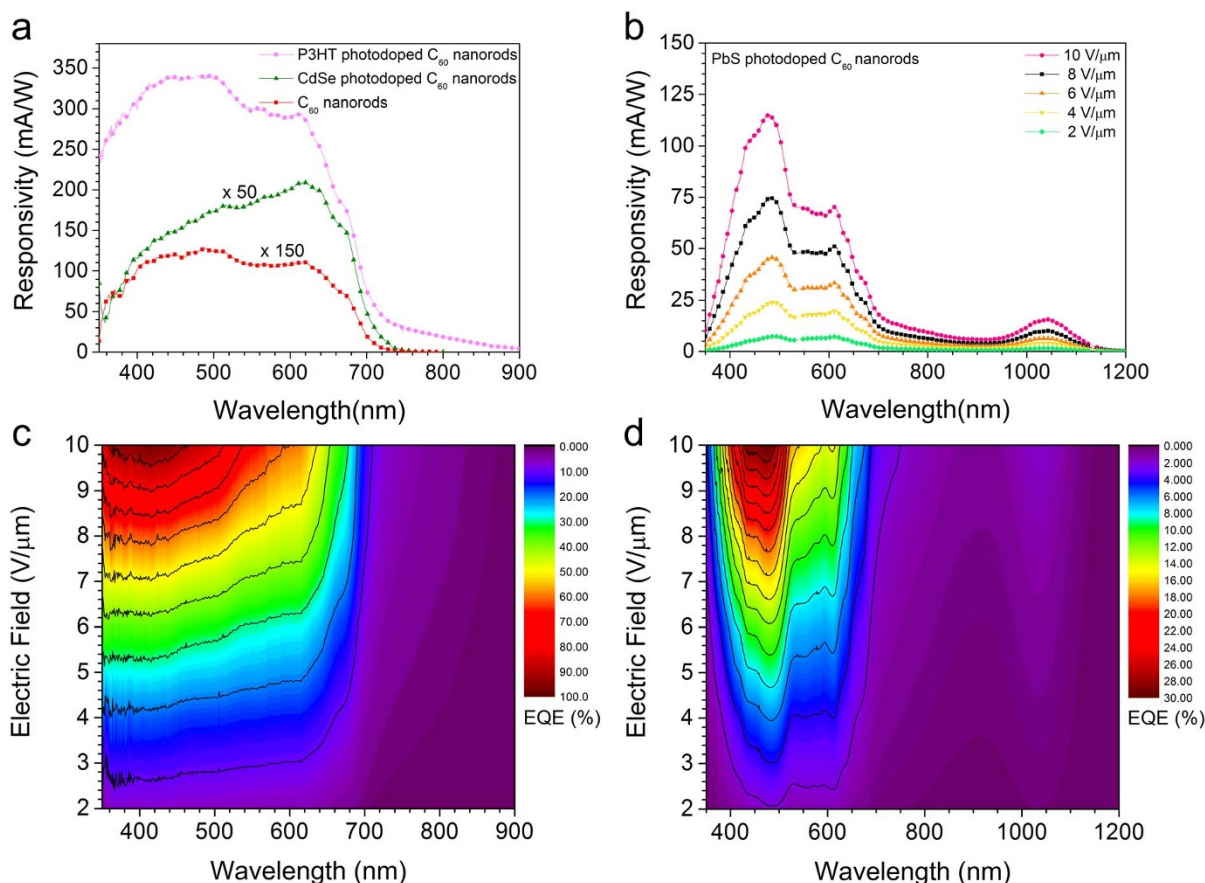 a
P3HT photodoped C60 nanorods
CdSe photodoped C60 nanorods
C60 nanorods
x 50
x 150
350
300
250
200
150
100
50
0
Responsivity (mA/W)
400 500 600 700 800 900
Wavelength(nm)
b
PbS photodoped C60 nanorods
10 V/μm
8 V/μm
6 V/μm
4 V/μm
2 V/μm
150
125
100
75
50
25
0
Responsivity (mA/W)
400 600 800 1000 1200
Wavelength(nm)
c
10
9
8
7
6
5
4
3
2
Electric Field (V/μm)
400 500 600 700 800 900
Wavelength (nm)
0.000
10.00
20.00
30.00
40.00
50.00
60.00
70.00
80.00
90.00
100.0
EQE (%)
d
10
9
8
7
6
5
4
3
2
Electric Field (V/μm)
400 600 800 1000 1200
Wavelength (nm)
0.000
2.000
4.000
6.000
8.000
10.00
12.00
14.00
16.00
18.00
20.00
22.00
24.00
26.00
28.00
30.00
EQE (%)